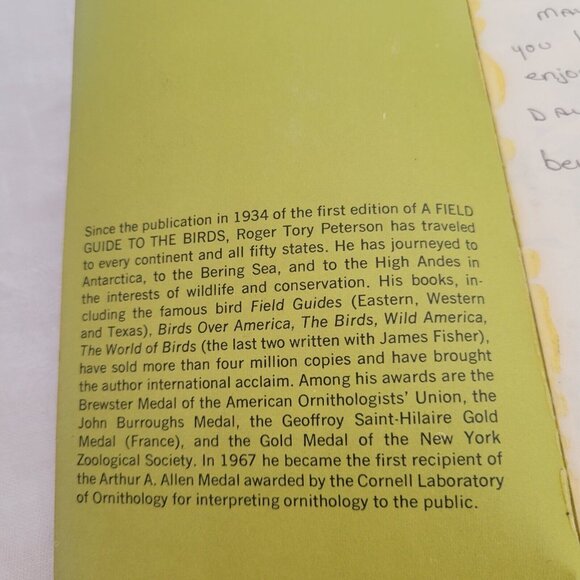 Since the publication in 1934 of the first edition of A FIELD
GUIDE TO THE BIRDS, Roger Tory Peterson has traveled
to every continent and all fifty states. He has journeyed to
Antarctica, to the Bering Sea, and to the High Andes in
the interests of wildlife and conservation. His books, in-
cluding the famous bird Field Guides (Eastern, Western
and Texas), Birds Over America, The Birds, Wild America,
The World of Birds (the last two written with James Fisher),
have sold more than four million copies and have brought
the author international acclaim. Among his awards are the
Brewster Medal of the American Ornithologists' Union, the
John Burroughs Medal, the Geoffroy Saint-Hilaire Gold
Medal (France), and the Gold Medal of the New York
Zoological Society. In 1967 he became the first recipient of
the Arthur A. Allen Medal awarded by the Cornell Laboratory
of Ornithology for interpreting ornithology to the public.
you